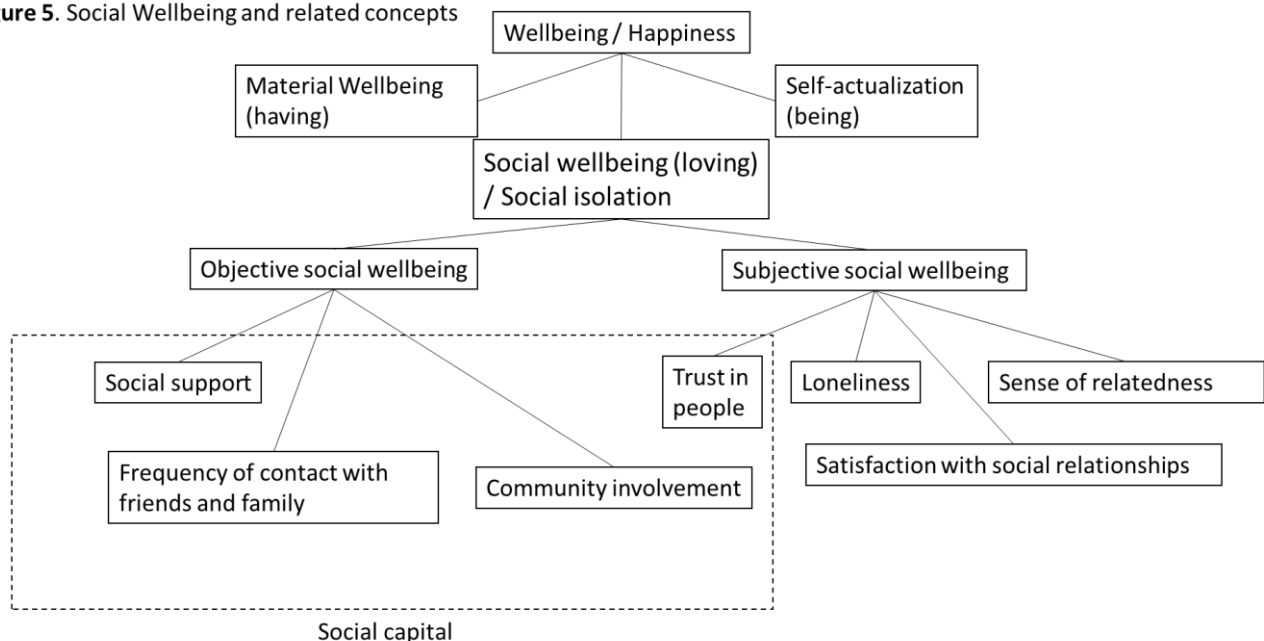 gure 5. Social Wellbeing and related concepts
Wellbeing / Happiness
Material Wellbeing
(having)
Self-actualization
(being)
Social wellbeing (loving)
/ Social isolation
Objective social wellbeing
Subjective social wellbeing
Social support
Trust in
people
Loneliness
Sense of relatedness
Frequency of contact with
friends and family
Community involvement
Satisfaction with social relationships
Social capital